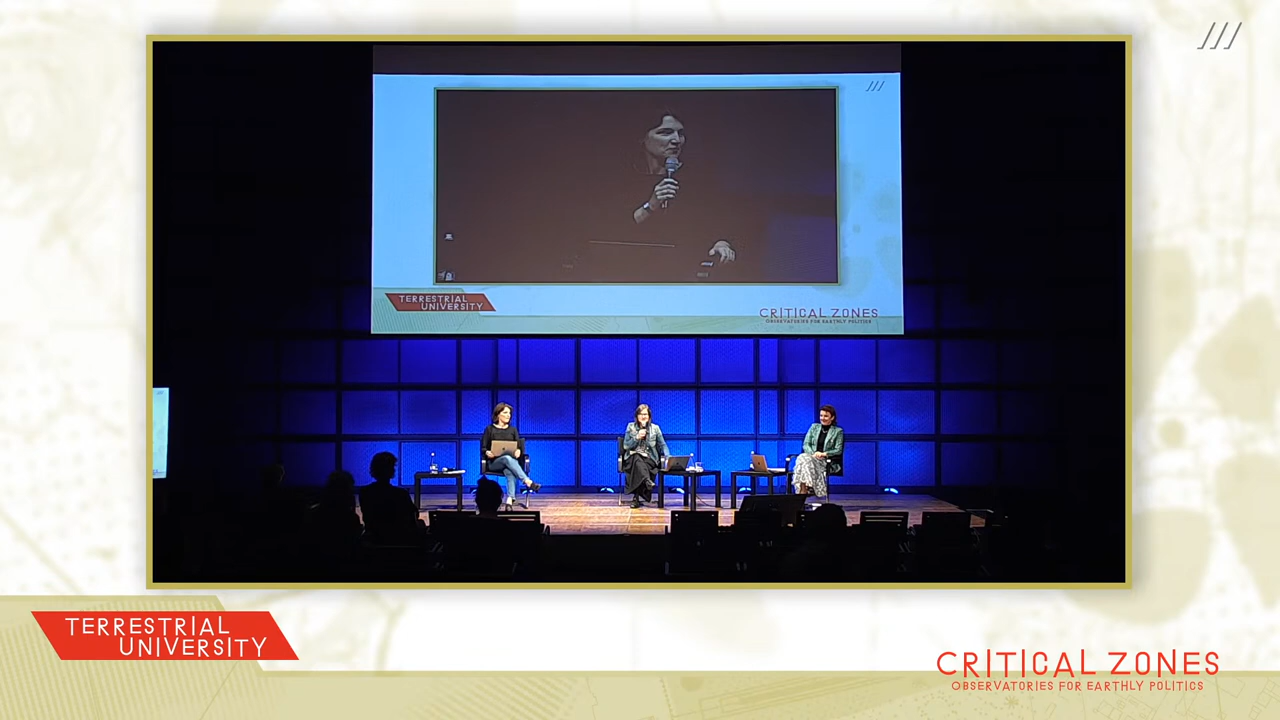 TERRESTRIAL
UNIVERSITY
CRITICAL ZONES
OBSERVATORIES FOR EARTHLY POLITICS
TERRESTRIAL
UNIVERSITY
CRITICAL ZONES
OBSERVATORIES FOR EARTHLY POLITICS